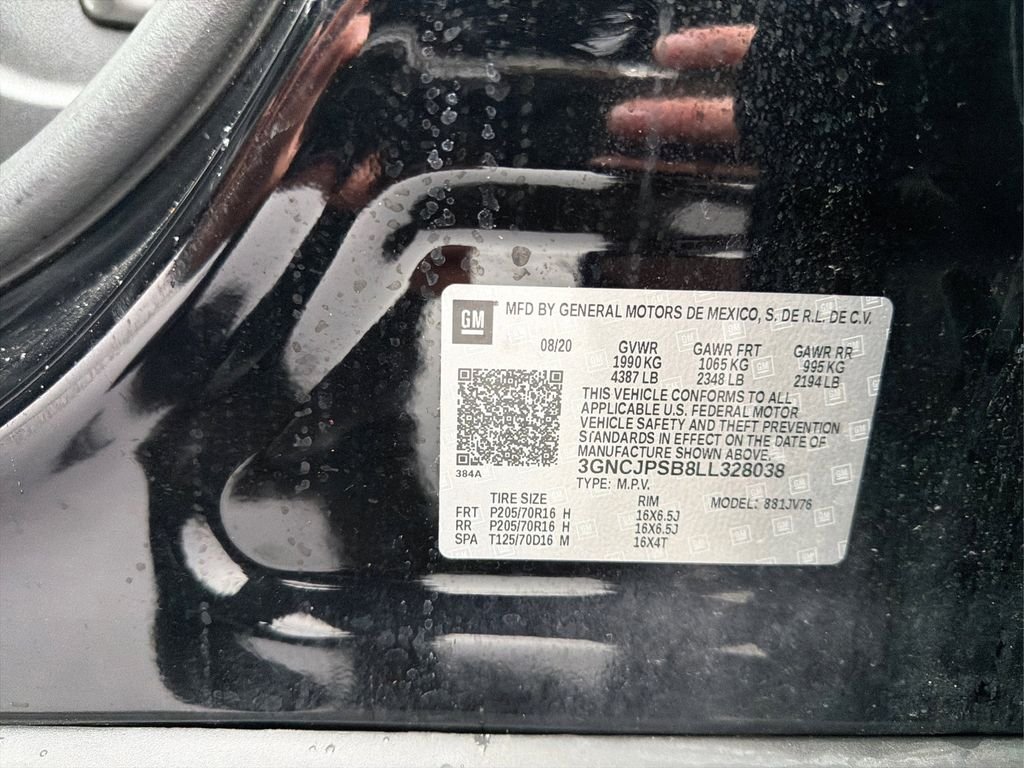 GM MFD BY GENERAL MOTORS DE MEXICO, S. DE R.L. DE C.V.
08/20 GVWR GAWR FRT GAWR RR
1990 KG 1065 KG 995 KG
4387 LB 2348 LB 2194 LB
THIS VEHICLE CONFORMS TO ALL
APPLICABLE U.S. FEDERAL MOTOR
VEHICLE SAFETY AND THEFT PREVENTION
STANDARDS IN EFFECT ON THE DATE OF
MANUFACTURE SHOWN ABOVE.
384A
3GNCJPSB8LL328038
TYPE: M.P.V.
TIRE SIZE RIM MODEL: 881JV76
FRT P205/70R16 H 16X6.5J
RR P205/70R16 H 16X6.5J
SPA T125/70D16 M 16X4T